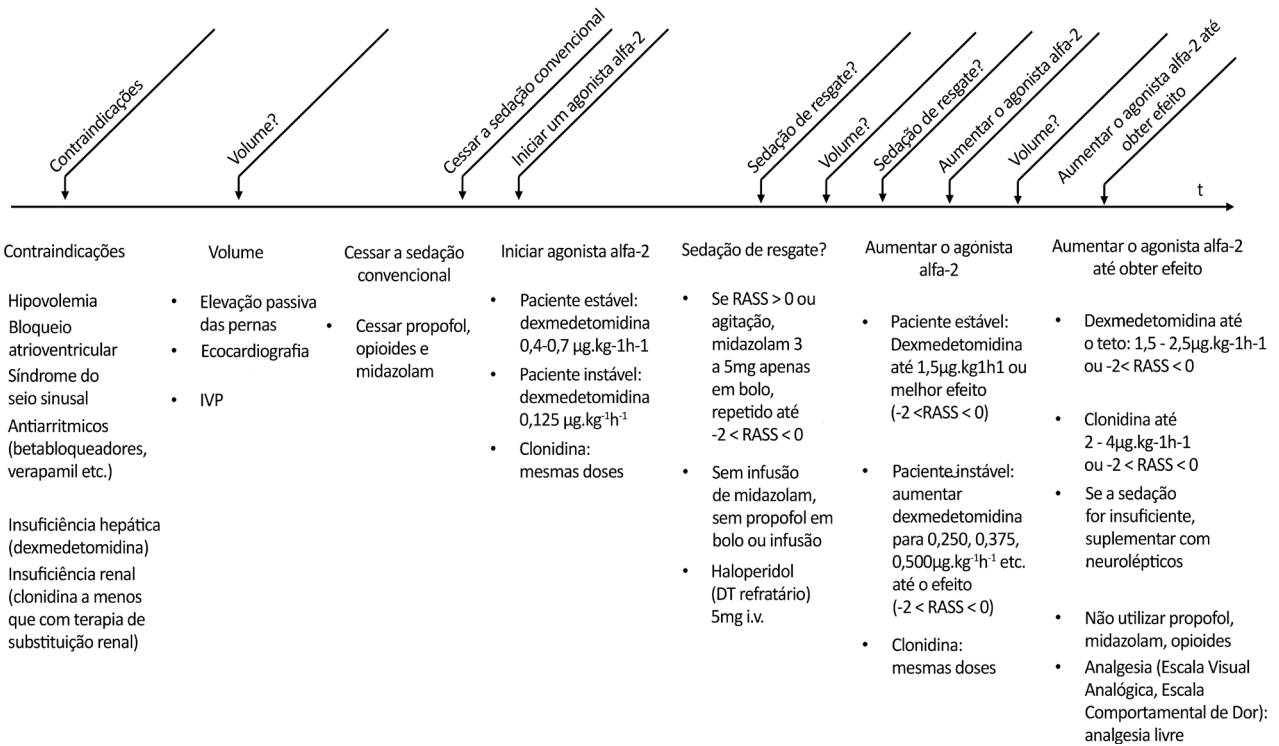 Contraindicações
Volume?
Cessar a sedação convencional
Iniciar um agonista alfa-2
Sedação de resgate?
Volume?
Sedação de resgate?
Aumentar o agonista alfa-2
Volume?
Aumentar o agonista alfa-2 até
obter efeito
t
Contraindicações
Hipovolemia
Bloqueio
atrioventricular
Síndrome do
seio sinusal
Antiarritmicos
(betabloqueadores,
verapamil etc.)
Insuficiência hepática
(dexmedetomidina)
Insuficiência renal
(clonidina a menos
que com terapia de
substituição renal)
Volume
• Elevação passiva
das pernas
• Ecocardiografia
• IVP
Cessar a sedação
convencional
• Cessar propofol,
opioides e
midazolam
Iniciar agonista alfa-2
• Paciente estável:
dexmedetomidina
0,4-0,7 µg.kg-1h-1
• Paciente instável:
dexmedetomidina
0,125 µg.kg⁻¹h⁻¹
• Clonidina:
mesmas doses
Sedação de resgate?
• Se RASS > 0 ou
agitação,
midazolam 3
a 5mg apenas
em bolo,
repetido até
-2 < RASS < 0
• Sem infusão
de midazolam,
sem propofol em
bolo ou infusão
• Haloperidol
(DT refratário)
5mg i.v.
Aumentar o agonista
alfa-2
• Paciente estável:
Dexmedetomidina
até 1,5µg.kg1h1 ou
melhor efeito
(-2 <RASS < 0)
• Paciente instável:
aumentar
dexmedetomidina
para 0,250, 0,375,
0,500µg.kg⁻¹h⁻¹ etc.
até o efeito
(-2 < RASS < 0)
• Clonidina:
mesmas doses
Aumentar o agonista alfa-2
até obter efeito
• Dexmedetomidina até
o teto: 1,5 - 2,5µg.kg-1h-1
ou -2< RASS < 0
• Clonidina até
2 - 4µg.kg-1h-1
ou -2 < RASS < 0
• Se a sedação
for insuficiente,
suplementar com
neurolépticos
• Não utilizar propofol,
midazolam, opioides
• Analgesia (Escala Visual
Analógica, Escala
Comportamental de Dor):
analgesia livre